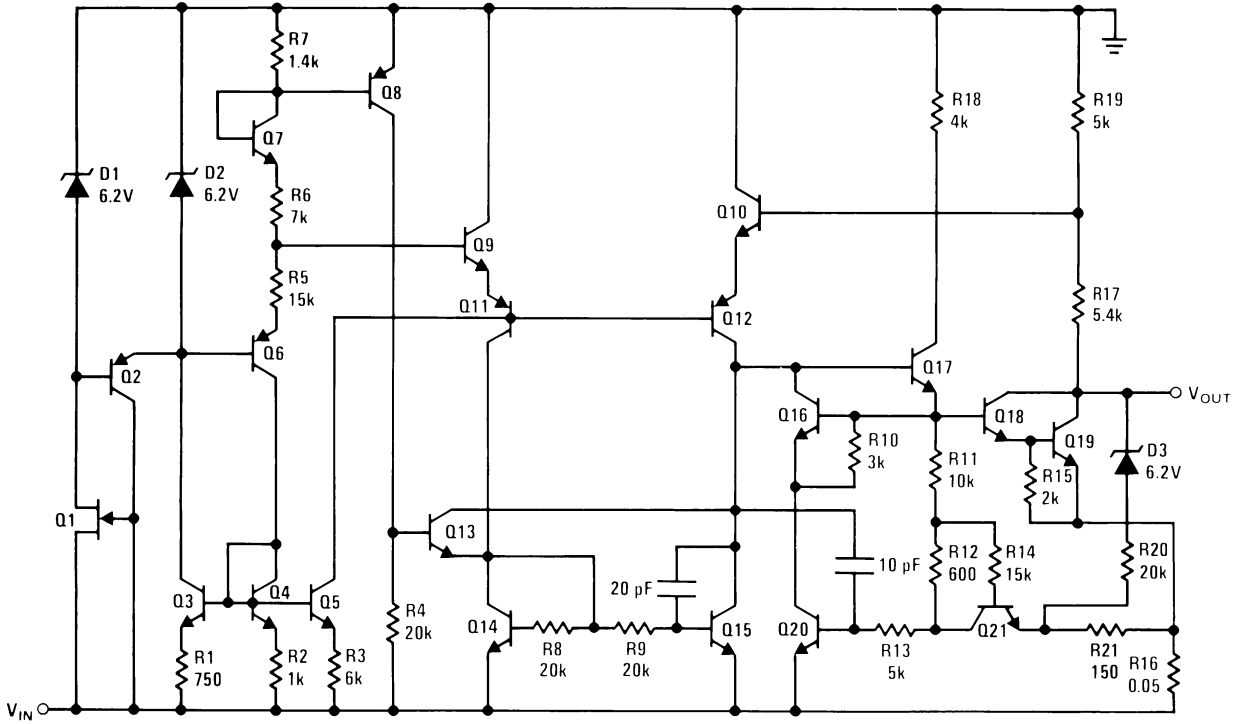 R7
1.4k
Q8
Q7
R18
4k
R19
5k
D1
6.2V
D2
6.2V
R6
7k
Q10
Q9
R5
15k
Q11
R17
5.4k
Q12
Q6
Q2
Q17
VOUT
Q16
Q18
R10
3k
Q19
R11
10k
R15
2k
D3
6.2V
Q1
Q13
R20
20k
10 pF
R12
600
R14
15k
20 pF
Q3
Q4
Q5
R4
20k
Q14
Q15
Q20
Q21
R8
20k
R9
20k
R13
5k
R21
150
R1
750
R2
1k
R3
6k
R16
0.05
VIN